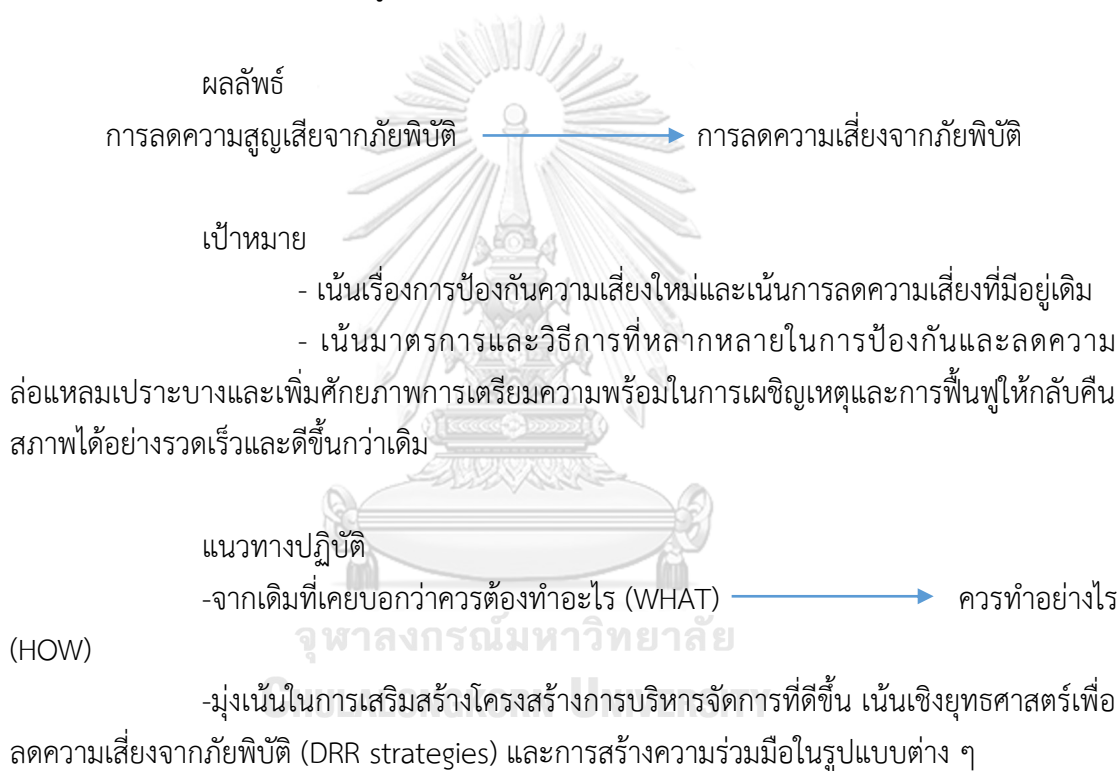 ผลลัพธ์
การลดความสูญเสียจากภัยพิบัติ การลดความเสี่ยงจากภัยพิบัติ
เป้าหมาย
- เน้นเรื่องการป้องกันความเสี่ยงใหม่และเน้นการลดความเสี่ยงที่มีอยู่เดิม
- เน้นมาตรการและวิธีการที่หลากหลายในการป้องกันและลดความ
ล่อแหลมเปราะบางและเพิ่มศักยภาพการเตรียมความพร้อมในการเผชิญเหตุและการฟื้นฟูให้กลับคืน
สภาพได้อย่างรวดเร็วและดีขึ้นกว่าเดิม
แนวทางปฏิบัติ
-จากเดิมที่เคยบอกว่าควรต้องทำอะไร (WHAT) ควรทำอย่างไร
(HOW)
จุฬาลงกรณ์มหาวิทยาลัย
-มุ่งเน้นในการเสริมสร้างโครงสร้างการบริหารจัดการที่ดีขึ้น เน้นเชิงยุทธศาสตร์เพื่อ
CHULALONGKORN UNIVERSITY
ลดความเสี่ยงจากภัยพิบัติ (DRR strategies) และการสร้างความร่วมมือในรูปแบบต่าง ๆ